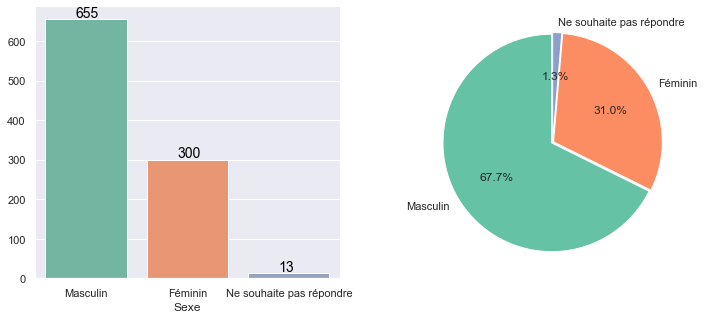 655
600
500
400
300
200
100
0
300
13
Masculin
Féminin
Ne souhaite pas répondre
Sexe
Ne souhaite pas répondre
1.3%
Féminin
31.0%
67.7%
Masculin